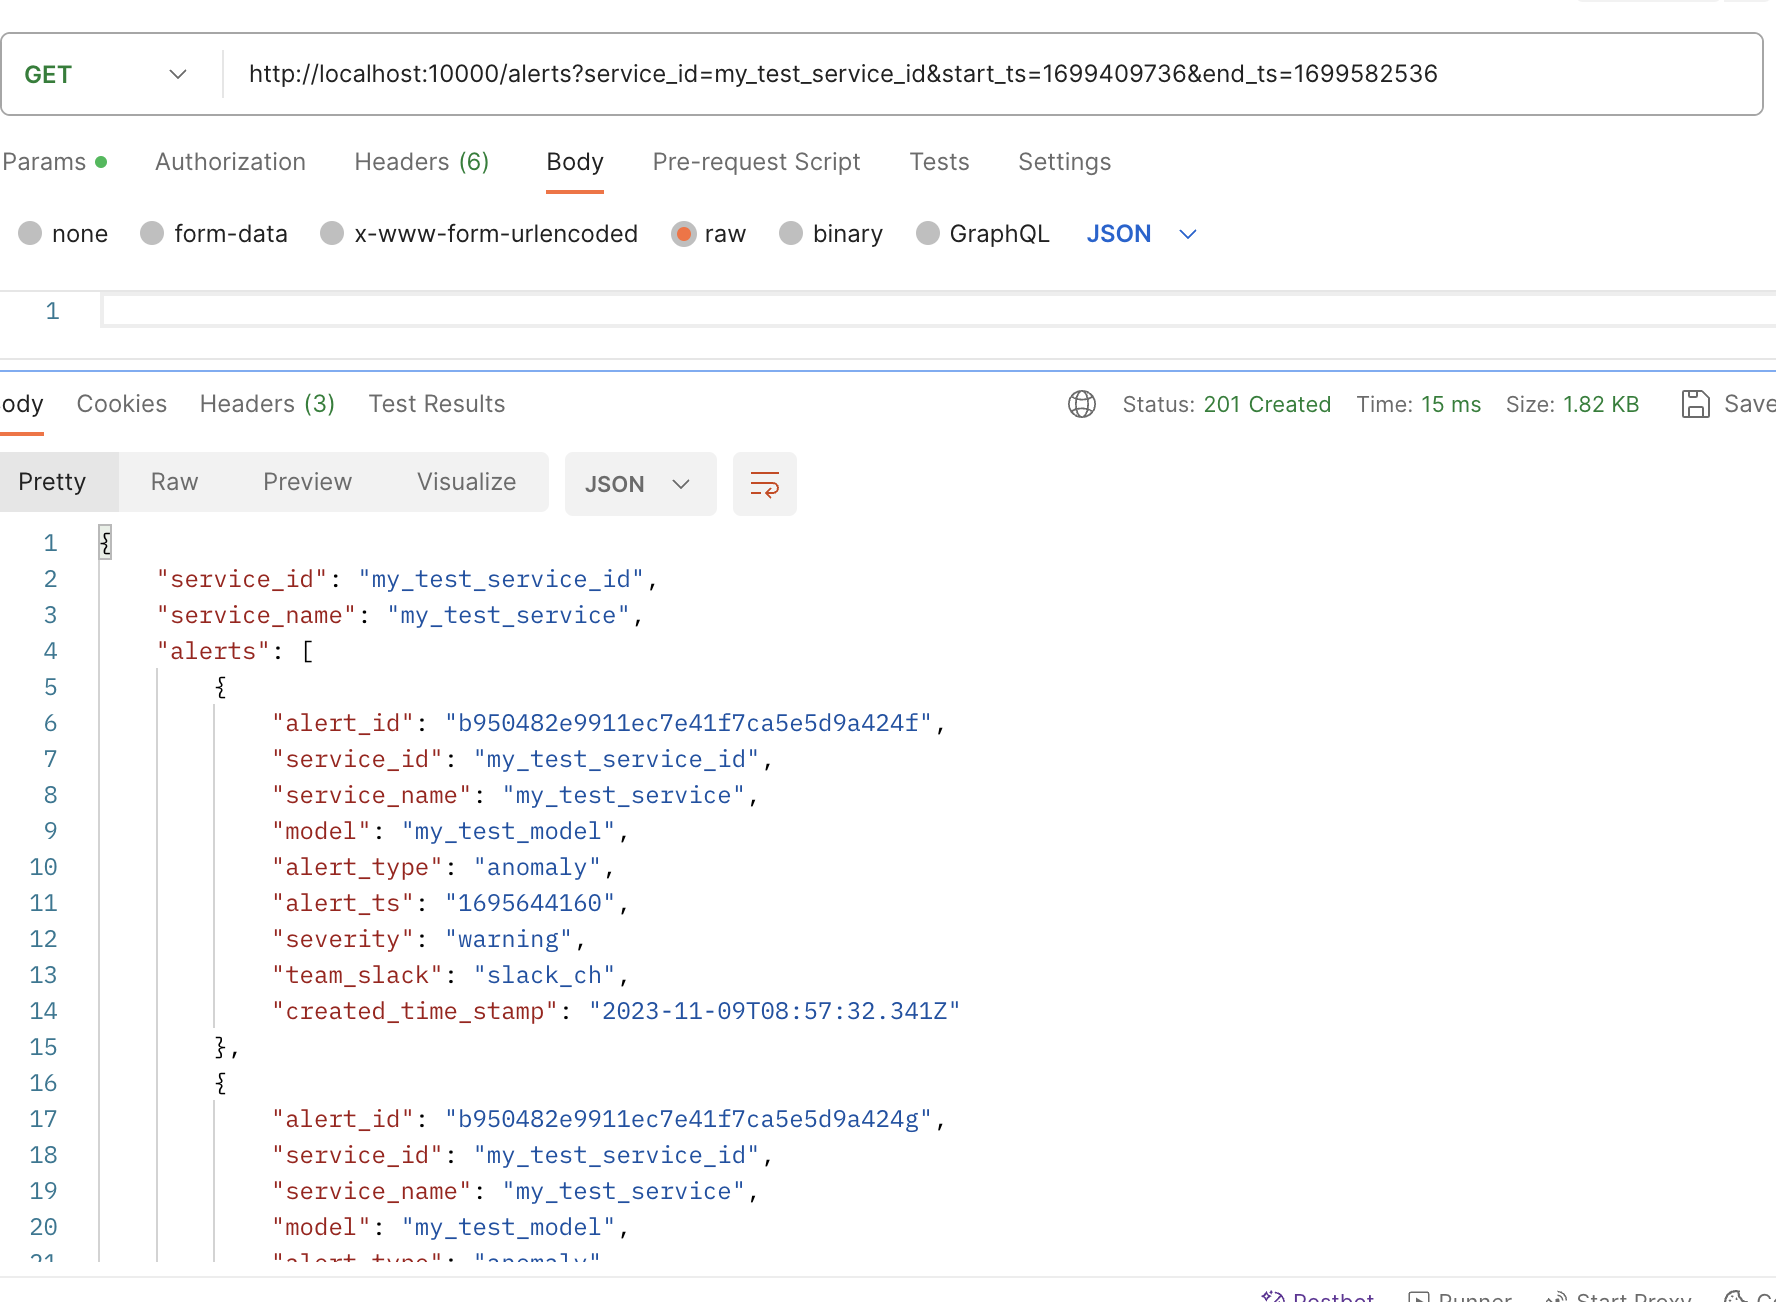 GET http://localhost:10000/alerts?service_id=my_test_service_id&start_ts=1699409736&end_ts=1699582536
Params Authorization Headers (6) Body Pre-request Script Tests Settings
none form-data x-www-form-urlencoded raw binary GraphQL JSON
1
ody Cookies Headers (3) Test Results Status: 201 Created Time: 15 ms Size: 1.82 KB Save
Pretty Raw Preview Visualize JSON
1 {
2 "service_id": "my_test_service_id",
3 "service_name": "my_test_service",
4 "alerts": [
5 {
6 "alert_id": "b950482e9911ec7e41f7ca5e5d9a424f",
7 "service_id": "my_test_service_id",
8 "service_name": "my_test_service",
9 "model": "my_test_model",
10 "alert_type": "anomaly",
11 "alert_ts": "1695644160",
12 "severity": "warning",
13 "team_slack": "slack_ch",
14 "created_time_stamp": "2023-11-09T08:57:32.341Z"
15 },
16 {
17 "alert_id": "b950482e9911ec7e41f7ca5e5d9a424g",
18 "service_id": "my_test_service_id",
19 "service_name": "my_test_service",
20 "model": "my_test_model",
21 "alert_type": "anomaly"
Postbot Runner Start Proxy